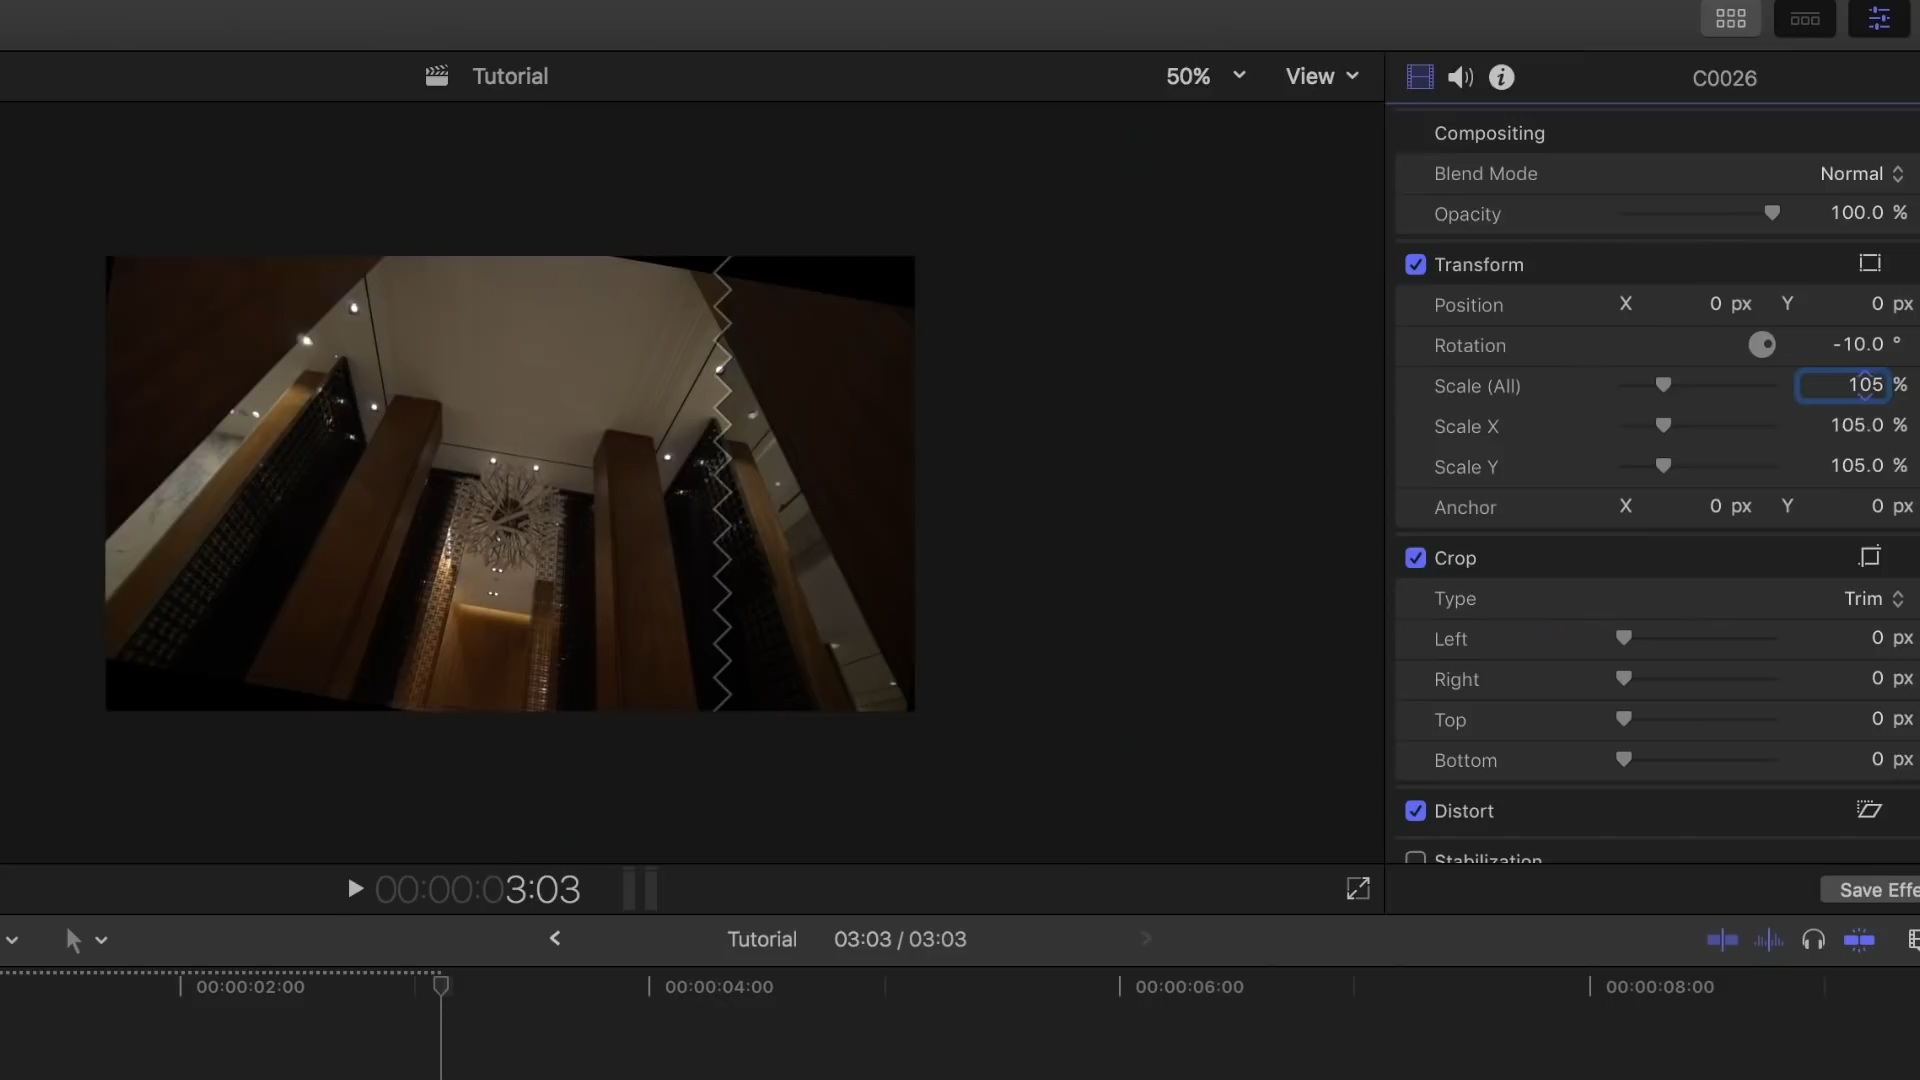 Tutorial
50%
View
C0026
Compositing
Blend Mode
Normal
Opacity
100.0 %
Transform
Position
X
0 px
Y
0 px
Rotation
-10.0 °
Scale (All)
105 %
Scale X
105.0 %
Scale Y
105.0 %
Anchor
X
0 px
Y
0 px
Crop
Type
Trim
Left
0 px
Right
0 px
Top
0 px
Bottom
0 px
Distort
Stabilization
00:00:03:03
Save Effe
Tutorial
03:03 / 03:03
00:00:02:00
00:00:04:00
00:00:06:00
00:00:08:00